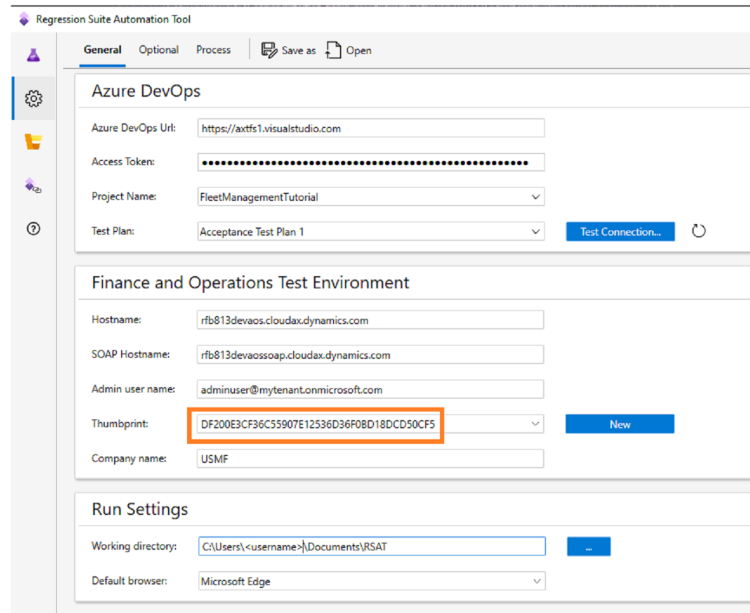 Regression Suite Automation Tool
General Optional Process Save as Open
Azure DevOps
Azure DevOps Url: https://axtfs1.visualstudio.com
Access Token: ●●●●●●●●●●●●●●●●●●●●●●●●●●●●●●●●●●●●●●●●●●●●●●●●●●●●
Project Name: FleetManagementTutorial
Test Plan: Acceptance Test Plan 1 Test Connection...
Finance and Operations Test Environment
Hostname: rfb813devaos.cloudax.dynamics.com
SOAP Hostname: rfb813devaossoap.cloudax.dynamics.com
Admin user name: adminuser@mytenant.onmicrosoft.com
Thumbprint: DF200E3CF36C55907E12536D36F0BD18DCD50CF5 New
Company name: USMF
Run Settings
Working directory: C:\Users\<username>\Documents\RSAT ...
Default browser: Microsoft Edge